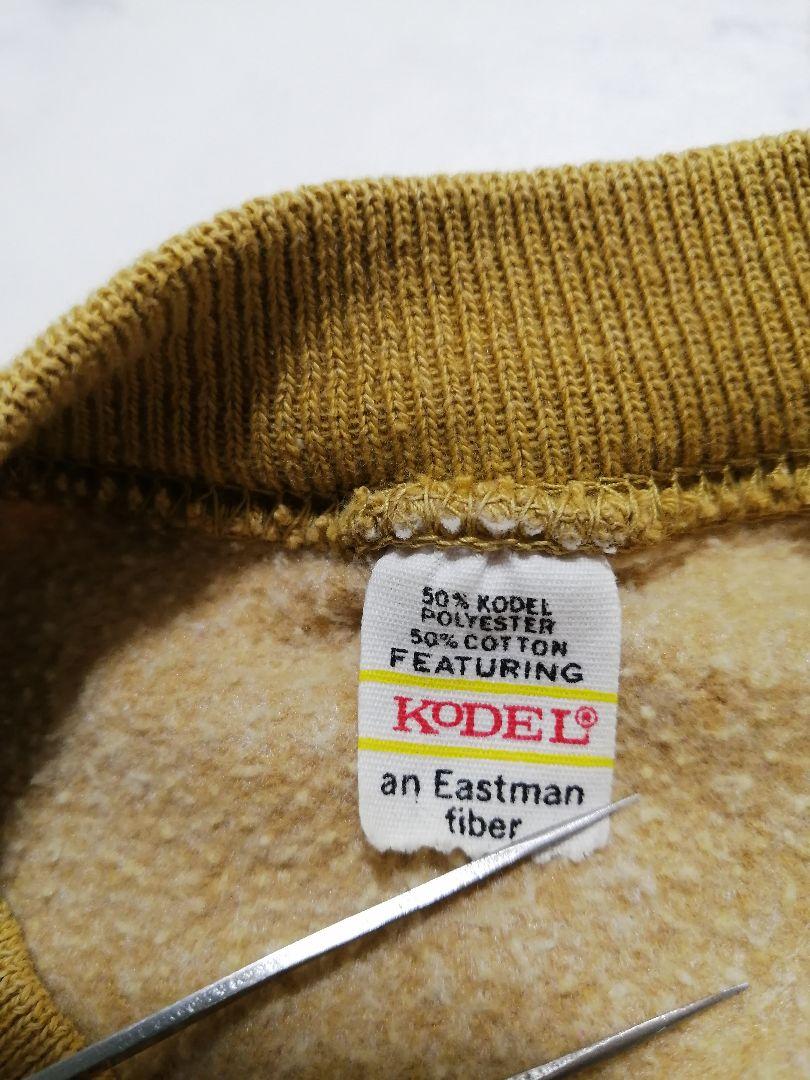 50% KODEL
POLYESTER
50% COTTON
FEATURING
KODEL®
an Eastman
fiber